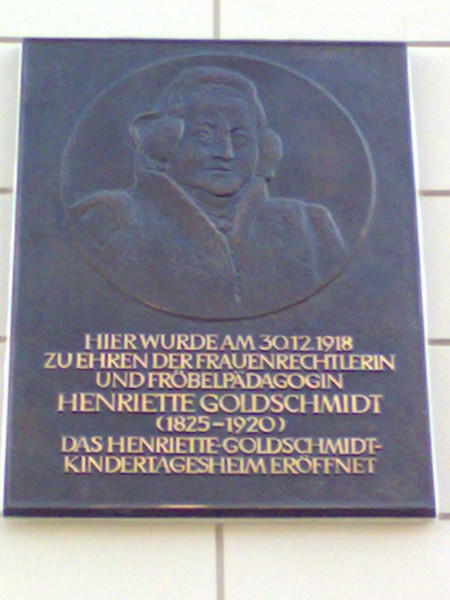 HIER WURDE AM 30.12.1918
ZU EHREN DER FRAUENRECHTLERIN
UND FRÖBELPÄDAGOGIN
HENRIETTE GOLDSCHMIDT
(1825-1920)
DAS HENRIETTE-GOLDSCHMIDT-
KINDERTAGESHEIM ERÖFFNET